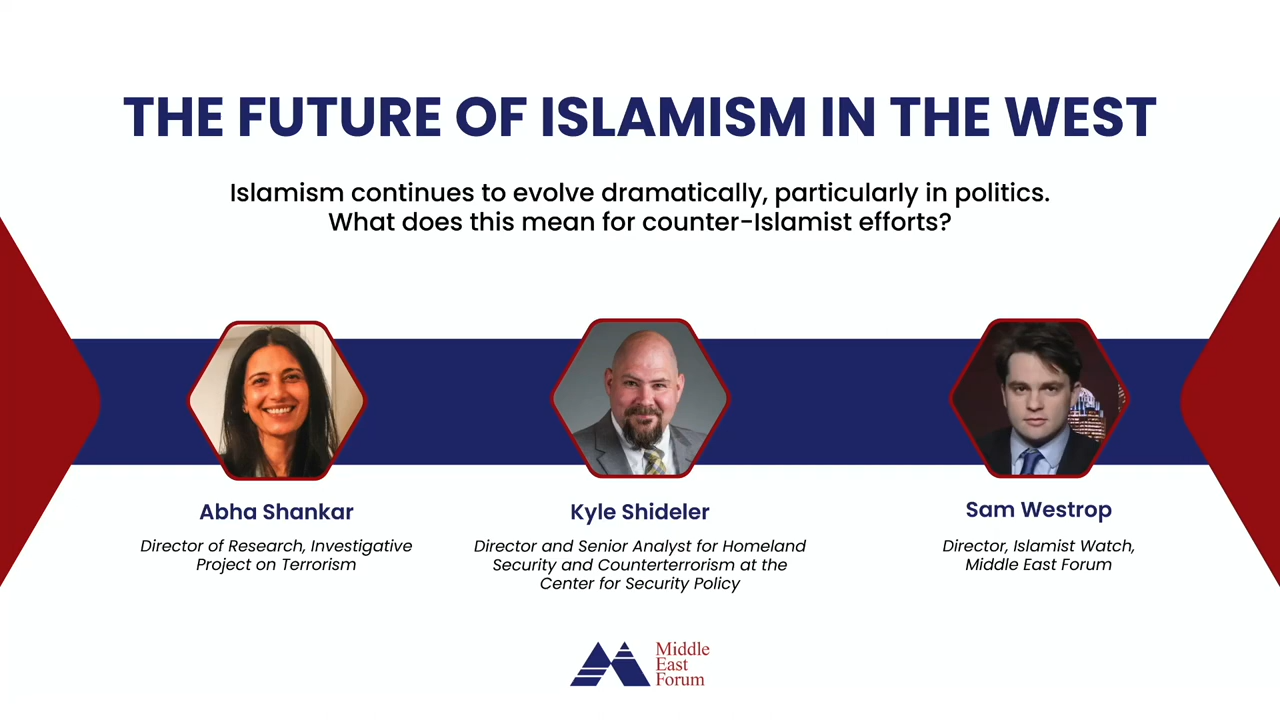 THE FUTURE OF ISLAMISM IN THE WEST
Islamism continues to evolve dramatically, particularly in politics.
What does this mean for counter-Islamist efforts?
Abha Shankar
Director of Research, Investigative
Project on Terrorism
Kyle Shideler
Director and Senior Analyst for Homeland
Security and Counterterrorism at the
Center for Security Policy
Sam Westrop
Director, Islamist Watch,
Middle East Forum
Middle
East
Forum